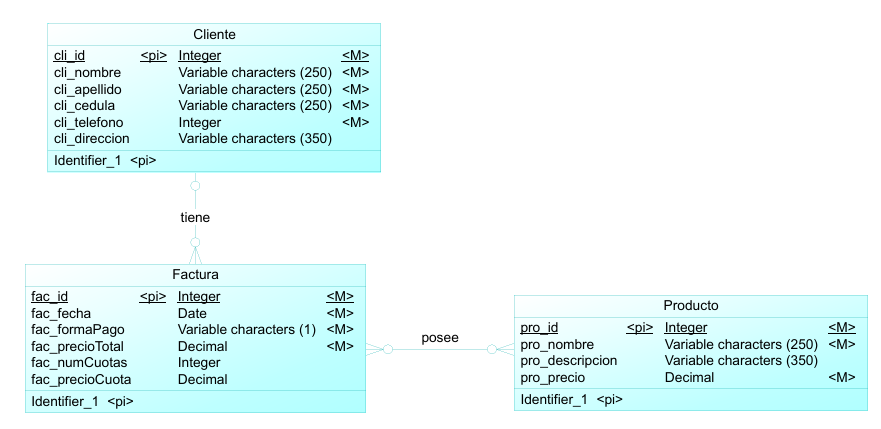 Cliente
cli_id <pi> Integer <M>
cli_nombre Variable characters (250) <M>
cli_apellido Variable characters (250) <M>
cli_cedula Variable characters (250) <M>
cli_telefono Integer <M>
cli_direccion Variable characters (350)
Identifier_1 <pi>
tiene
Factura
fac_id <pi> Integer <M>
fac_fecha Date <M>
fac_formaPago Variable characters (1) <M>
fac_precioTotal Decimal <M>
fac_numCuotas Integer
fac_precioCuota Decimal
Identifier_1 <pi>
posee
Producto
pro_id <pi> Integer <M>
pro_nombre Variable characters (250) <M>
pro_descripcion Variable characters (350)
pro_precio Decimal <M>
Identifier_1 <pi>